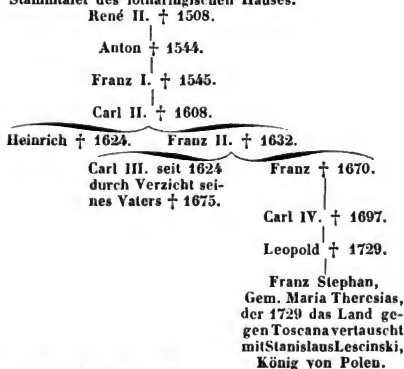 Stammtafel des lotharingischen Hauses.
René II. † 1508.
Anton † 1544.
Franz I. † 1545.
Carl II. † 1608.
Heinrich † 1624. Franz II. † 1632.
Carl III. seit 1624
durch Verzicht sei-
nes Vaters † 1675.
Franz † 1670.
Carl IV. † 1697.
Leopold † 1729.
Franz Stephan,
Gem. Maria Theresias,
der 1729 das Land ge-
gen Toscana vertauscht
mit Stanislaus Lescinski,
König von Polen.